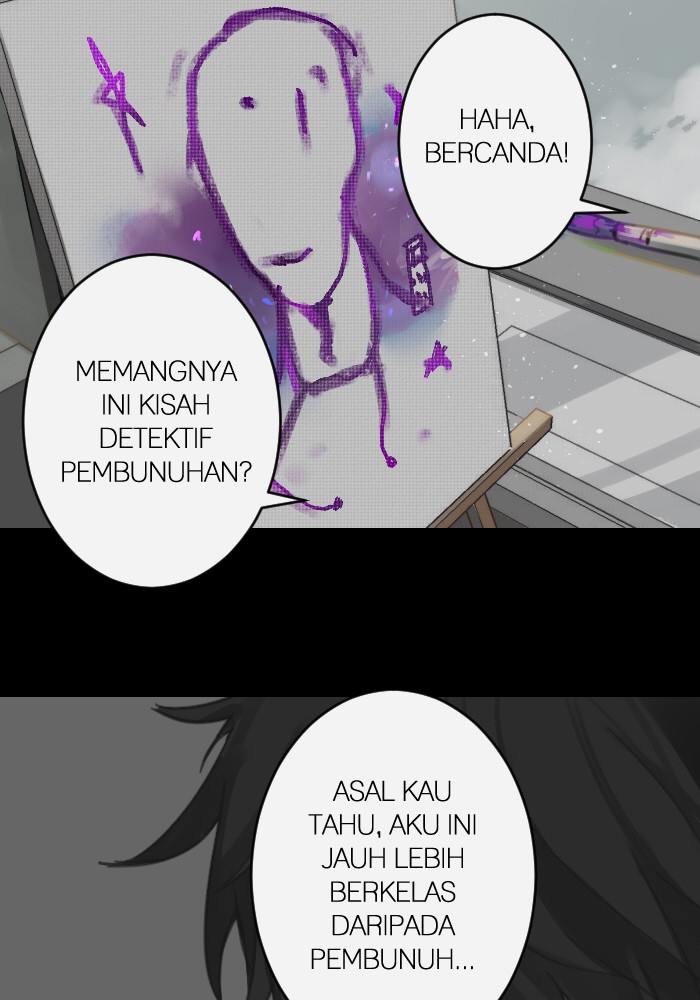 HAHA,
BERCANDA!
MEMANGNYA
INI KISAH
DETEKTIF
PEMBUNUHAN?
ASAL KAU
TAHU, AKU INI
JAUH LEBIH
BERKELAS
DARIPADA
PEMBUNUH...